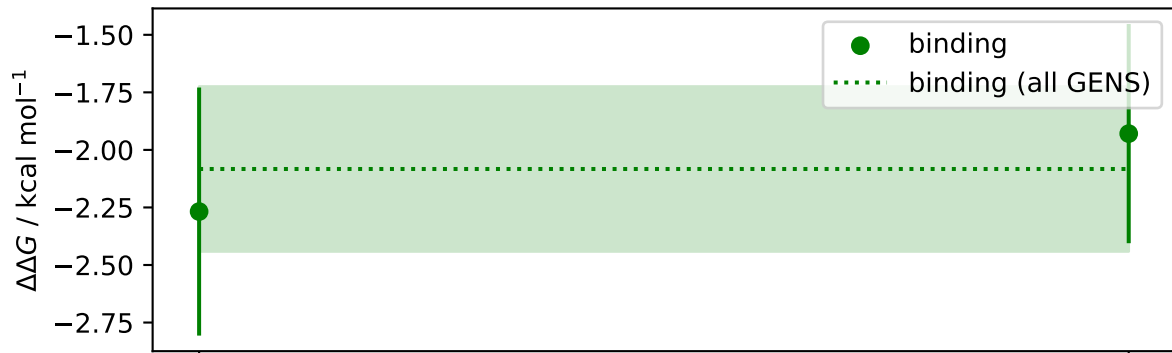 −1.50
−1.75
−2.00
−2.25
−2.50
−2.75
ΔΔG / kcal mol⁻¹
binding
binding (all GENS)